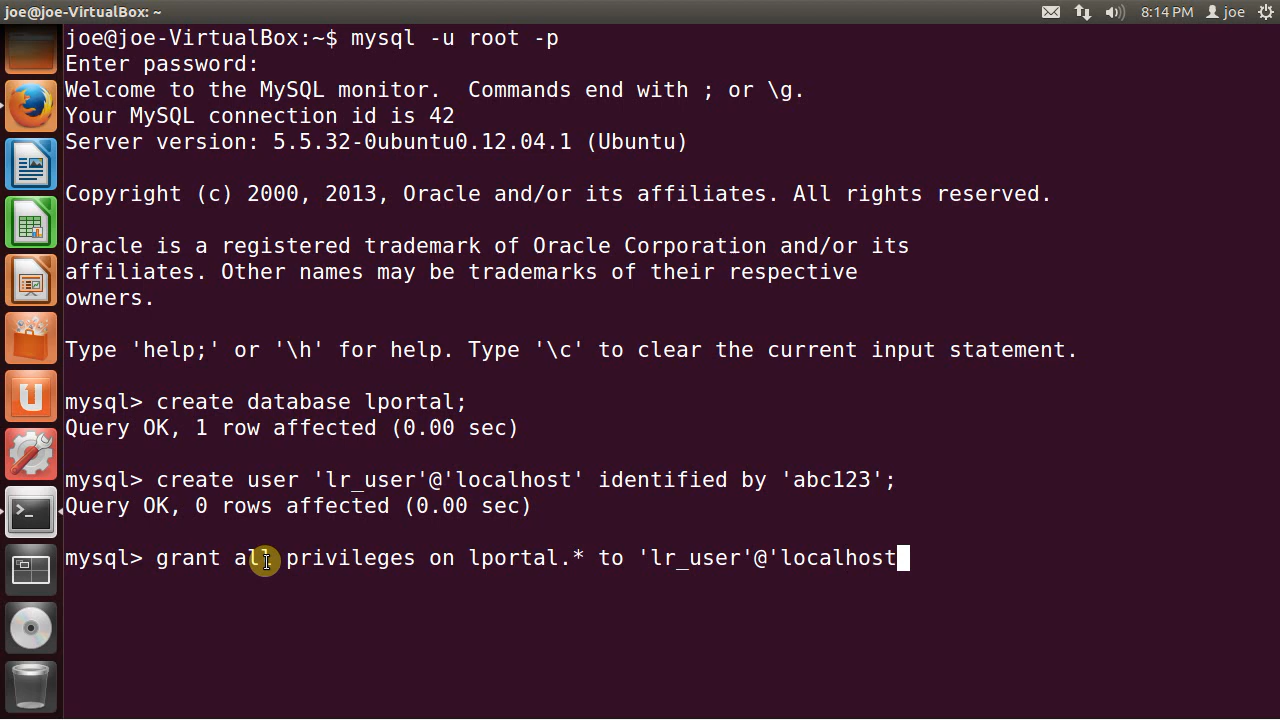 joe@joe-VirtualBox: ~
8:14 PM
joe
joe@joe-VirtualBox:~$ mysql -u root -p
Enter password:
Welcome to the MySQL monitor.  Commands end with ; or \g.
Your MySQL connection id is 42
Server version: 5.5.32-0ubuntu0.12.04.1 (Ubuntu)
Copyright (c) 2000, 2013, Oracle and/or its affiliates. All rights reserved.
Oracle is a registered trademark of Oracle Corporation and/or its
affiliates. Other names may be trademarks of their respective
owners.
Type 'help;' or '\h' for help. Type '\c' to clear the current input statement.
mysql> create database lportal;
Query OK, 1 row affected (0.00 sec)
mysql> create user 'lr_user'@'localhost' identified by 'abc123';
Query OK, 0 rows affected (0.00 sec)
mysql> grant all privileges on lportal.* to 'lr_user'@'localhost